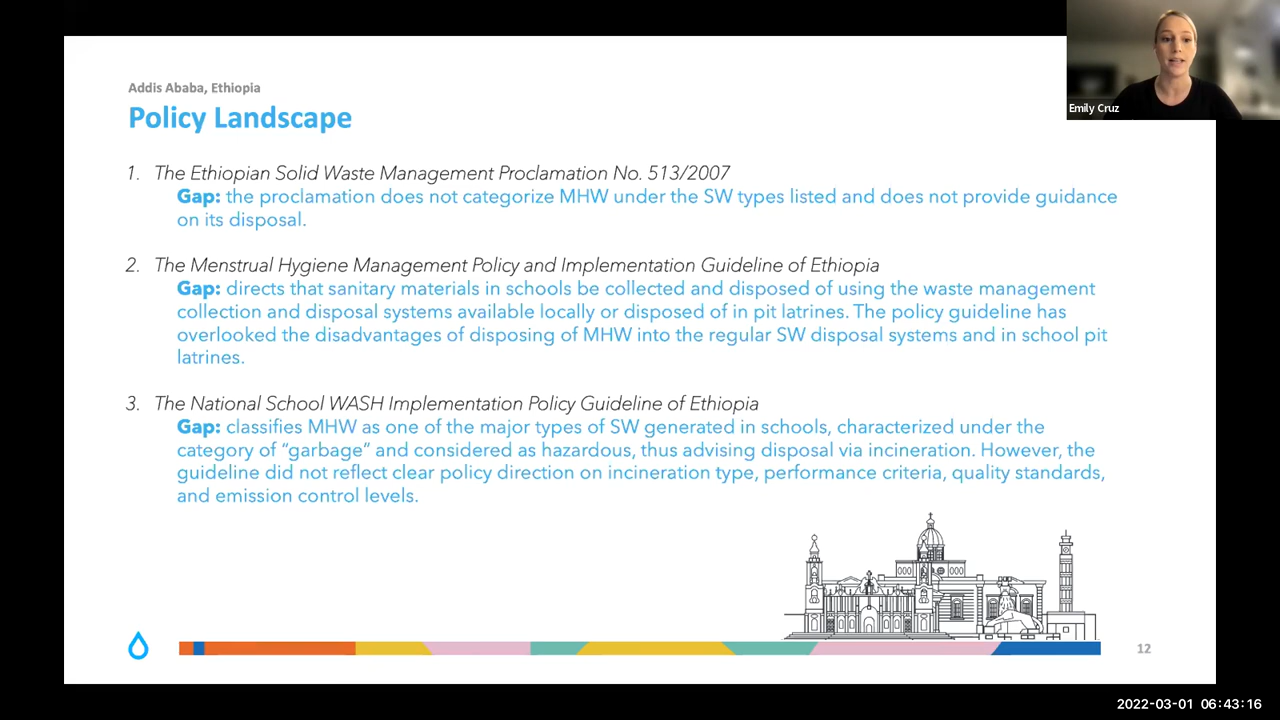 Addis Ababa, Ethiopia
Policy Landscape
1. The Ethiopian Solid Waste Management Proclamation No. 513/2007
Gap: the proclamation does not categorize MHW under the SW types listed and does not provide guidance
on its disposal.
2. The Menstrual Hygiene Management Policy and Implementation Guideline of Ethiopia
Gap: directs that sanitary materials in schools be collected and disposed of using the waste management
collection and disposal systems available locally or disposed of in pit latrines. The policy guideline has
overlooked the disadvantages of disposing of MHW into the regular SW disposal systems and in school pit
latrines.
3. The National School WASH Implementation Policy Guideline of Ethiopia
Gap: classifies MHW as one of the major types of SW generated in schools, characterized under the
category of “garbage” and considered as hazardous, thus advising disposal via incineration. However, the
guideline did not reflect clear policy direction on incineration type, performance criteria, quality standards,
and emission control levels.
12
Emily Cruz
2022-03-01 06:43:16